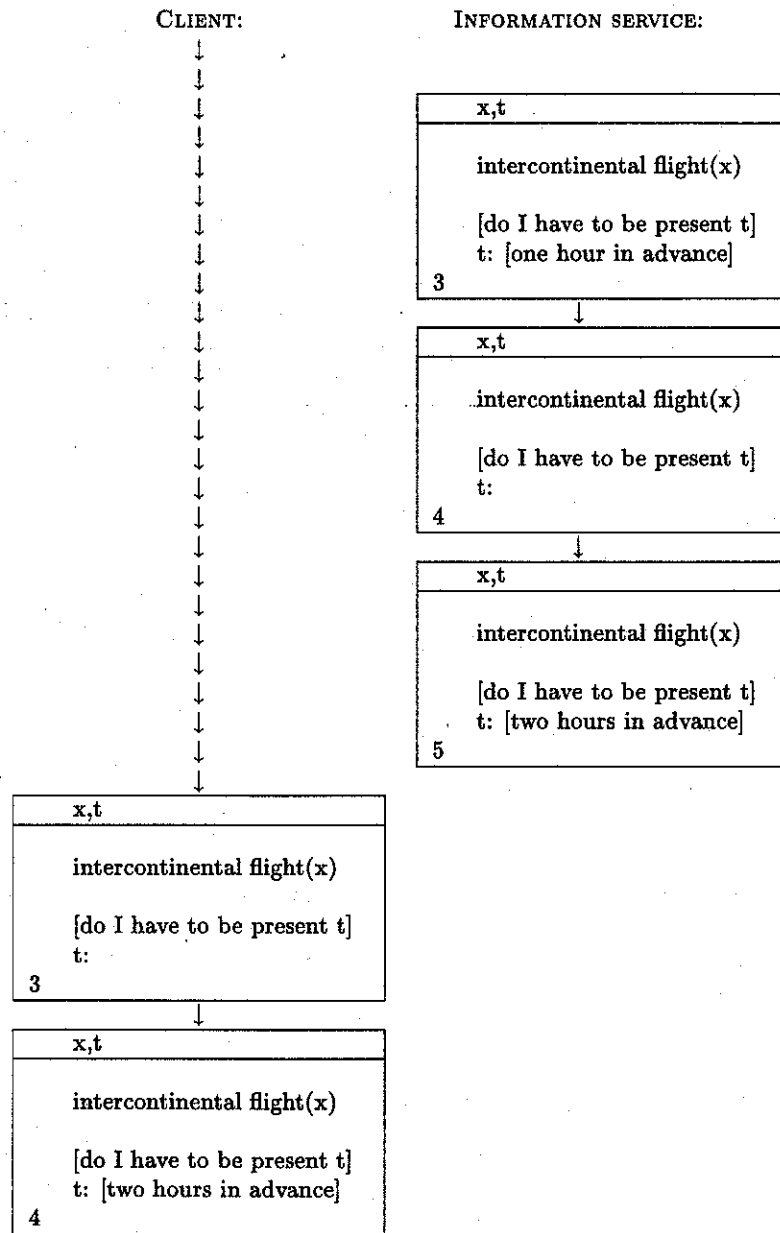 CLIENT:
INFORMATION SERVICE:
x,t
intercontinental flight(x)
[do I have to be present t]
t: [one hour in advance]
3
x,t
intercontinental flight(x)
[do I have to be present t]
t:
4
x,t
intercontinental flight(x)
[do I have to be present t]
t: [two hours in advance]
5
x,t
intercontinental flight(x)
[do I have to be present t]
t:
3
x,t
intercontinental flight(x)
[do I have to be present t]
t: [two hours in advance]
4